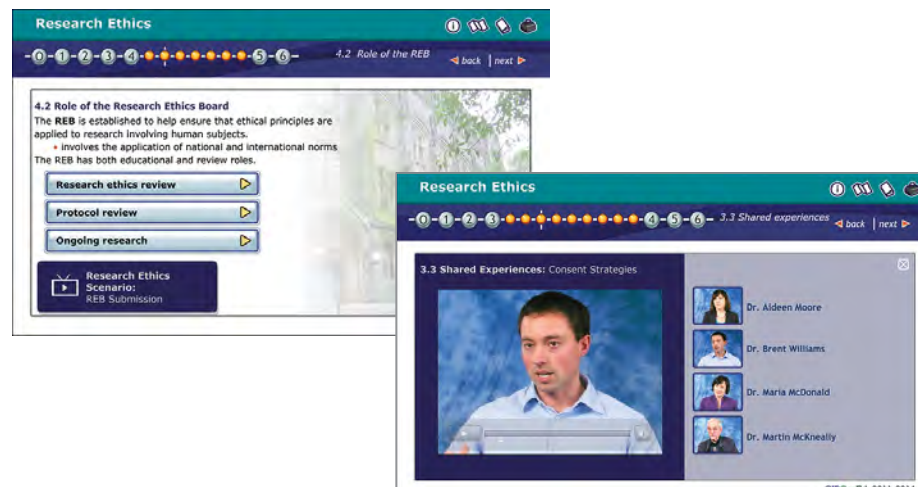 Research Ethics
0 1 2 3 4 5 6
4.2 Role of the REB
back | next
4.2 Role of the Research Ethics Board
The REB is established to help ensure that ethical principles are
applied to research involving human subjects.
• involves the application of national and international norms
The REB has both educational and review roles.
Research ethics review
Protocol review
Ongoing research
Research Ethics
Scenario:
REB Submission
Research Ethics
0 1 2 3 4 5 6
3.3 Shared experiences
back | next
3.3 Shared Experiences: Consent Strategies
Dr. Aideen Moore
Dr. Brent Williams
Dr. Maria McDonald
Dr. Martin McKneally